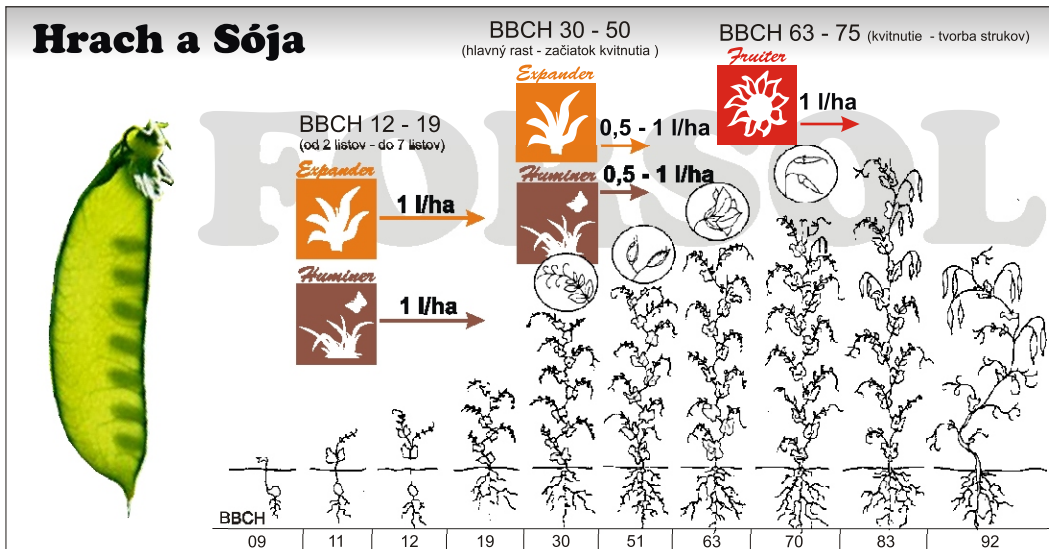 Hrach a Sója
BBCH 30 - 50
(hlavný rast - začiatok kvitnutia )
BBCH 63 - 75 (kvitnutie - tvorba strukov)
Fruiter
1 l/ha
Expander
0,5 - 1 l/ha
Huminer
0,5 - 1 l/ha
BBCH 12 - 19
(od 2 listov - do 7 listov)
Expander
1 l/ha
Huminer
1 l/ha
FORSOL
BBCH
09 11 12 19 30 51 63 70 83 92